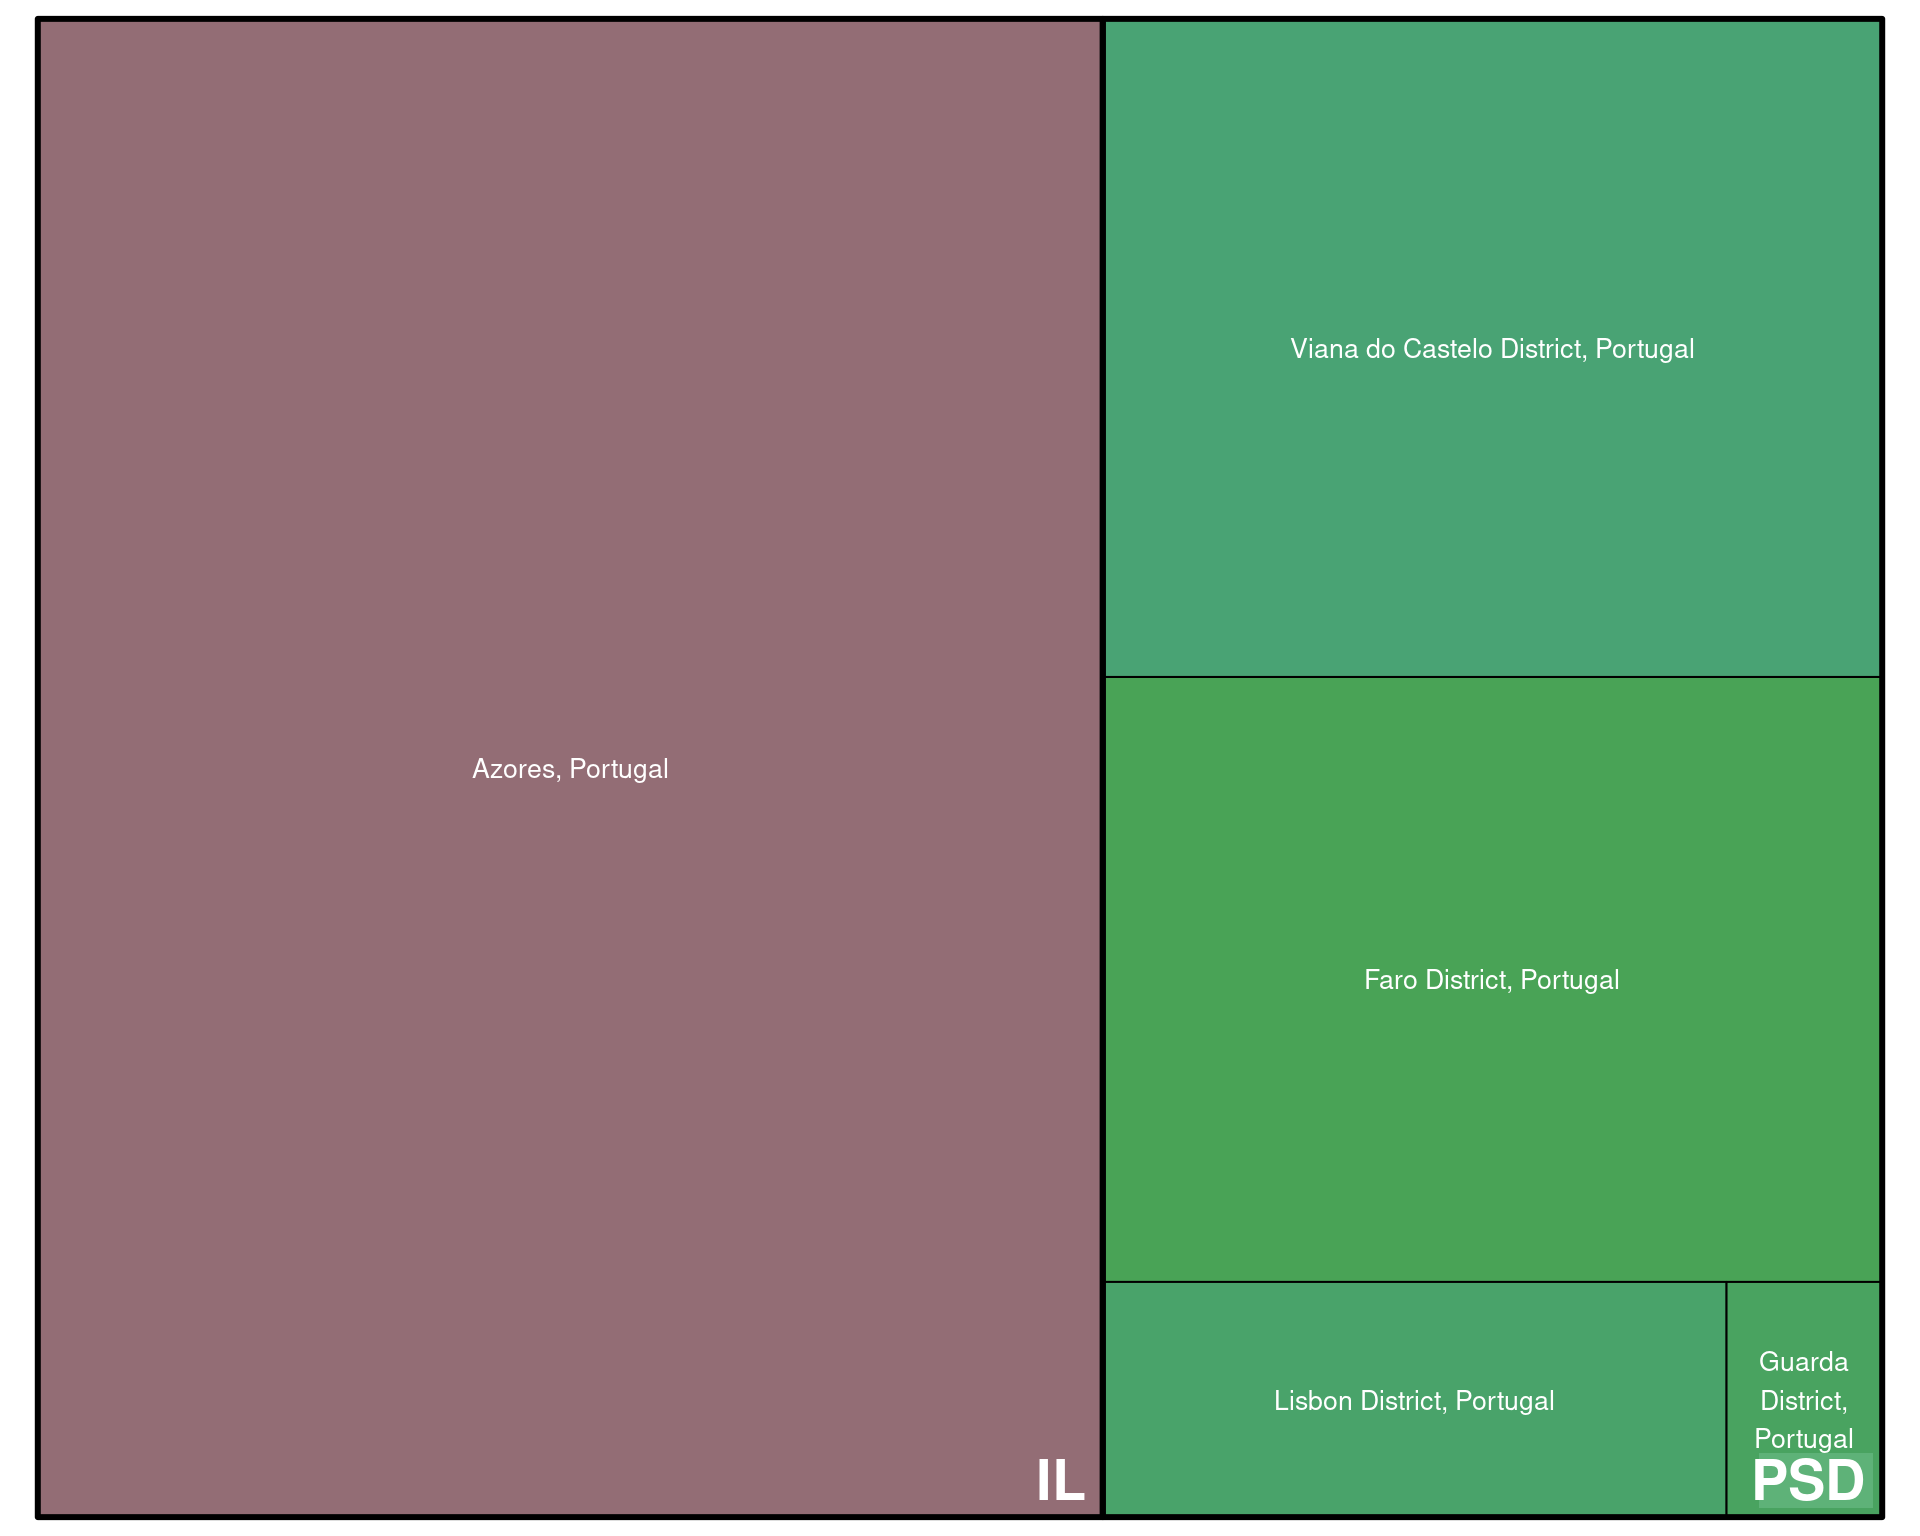 Viana do Castelo District, Portugal
Azores, Portugal
Faro District, Portugal
Lisbon District, Portugal
Guarda
District,
Portugal
IL
PSD